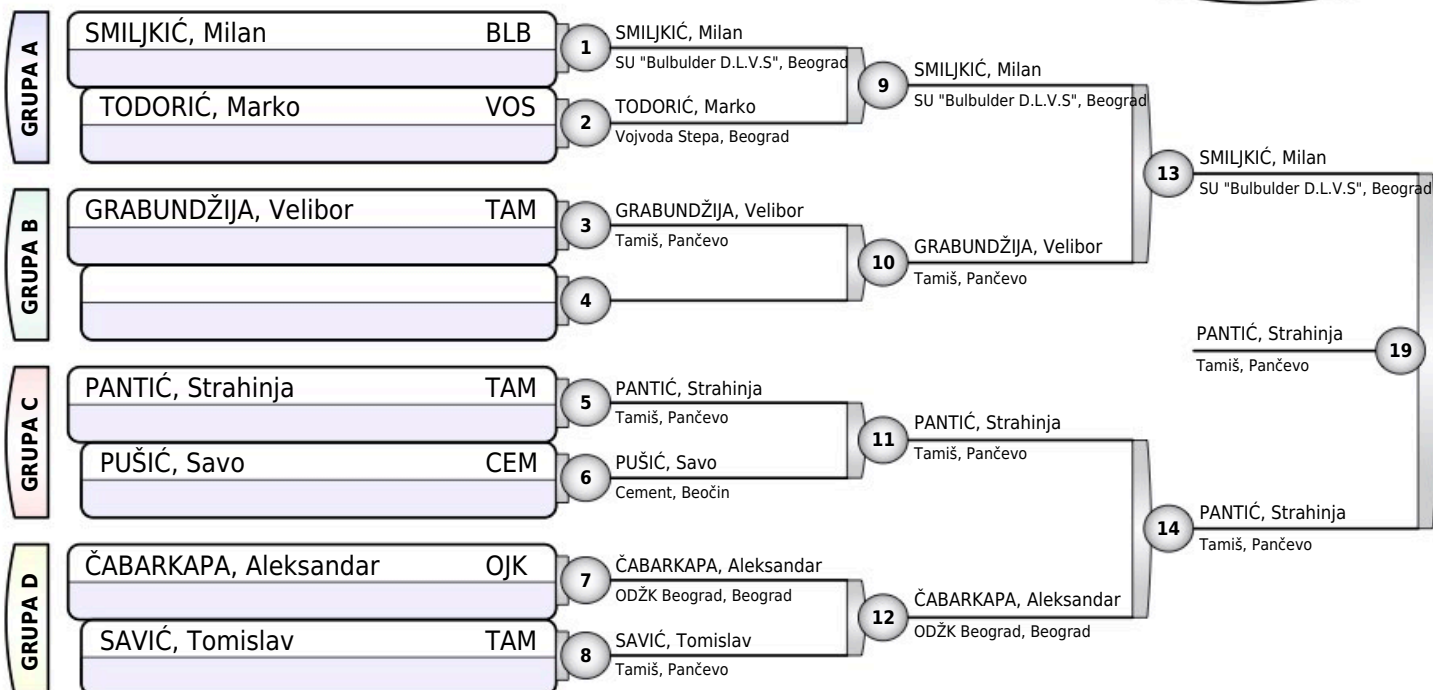 GRUPA A
SMILJKIĆ, Milan BLB
TODORIĆ, Marko VOS
GRUPA B
GRABUNDŽIJA, Velibor TAM
GRUPA C
PANTIĆ, Strahinja TAM
PUŠIĆ, Savo CEM
GRUPA D
ČABARKAPA, Aleksandar OJK
SAVIĆ, Tomislav TAM
1
SMILJKIĆ, Milan
SU "Bulbulder D.L.V.S", Beograd
2
TODORIĆ, Marko
Vojvoda Stepa, Beograd
3
GRABUNDŽIJA, Velibor
Tamiš, Pančevo
4
5
PANTIĆ, Strahinja
Tamiš, Pančevo
6
PUŠIĆ, Savo
Cement, Beočin
7
ČABARKAPA, Aleksandar
ODŽK Beograd, Beograd
8
SAVIĆ, Tomislav
Tamiš, Pančevo
9
SMILJKIĆ, Milan
SU "Bulbulder D.L.V.S", Beograd
10
GRABUNDŽIJA, Velibor
Tamiš, Pančevo
11
PANTIĆ, Strahinja
Tamiš, Pančevo
12
ČABARKAPA, Aleksandar
ODŽK Beograd, Beograd
13
SMILJKIĆ, Milan
SU "Bulbulder D.L.V.S", Beograd
14
PANTIĆ, Strahinja
Tamiš, Pančevo
PANTIĆ, Strahinja
Tamiš, Pančevo
19